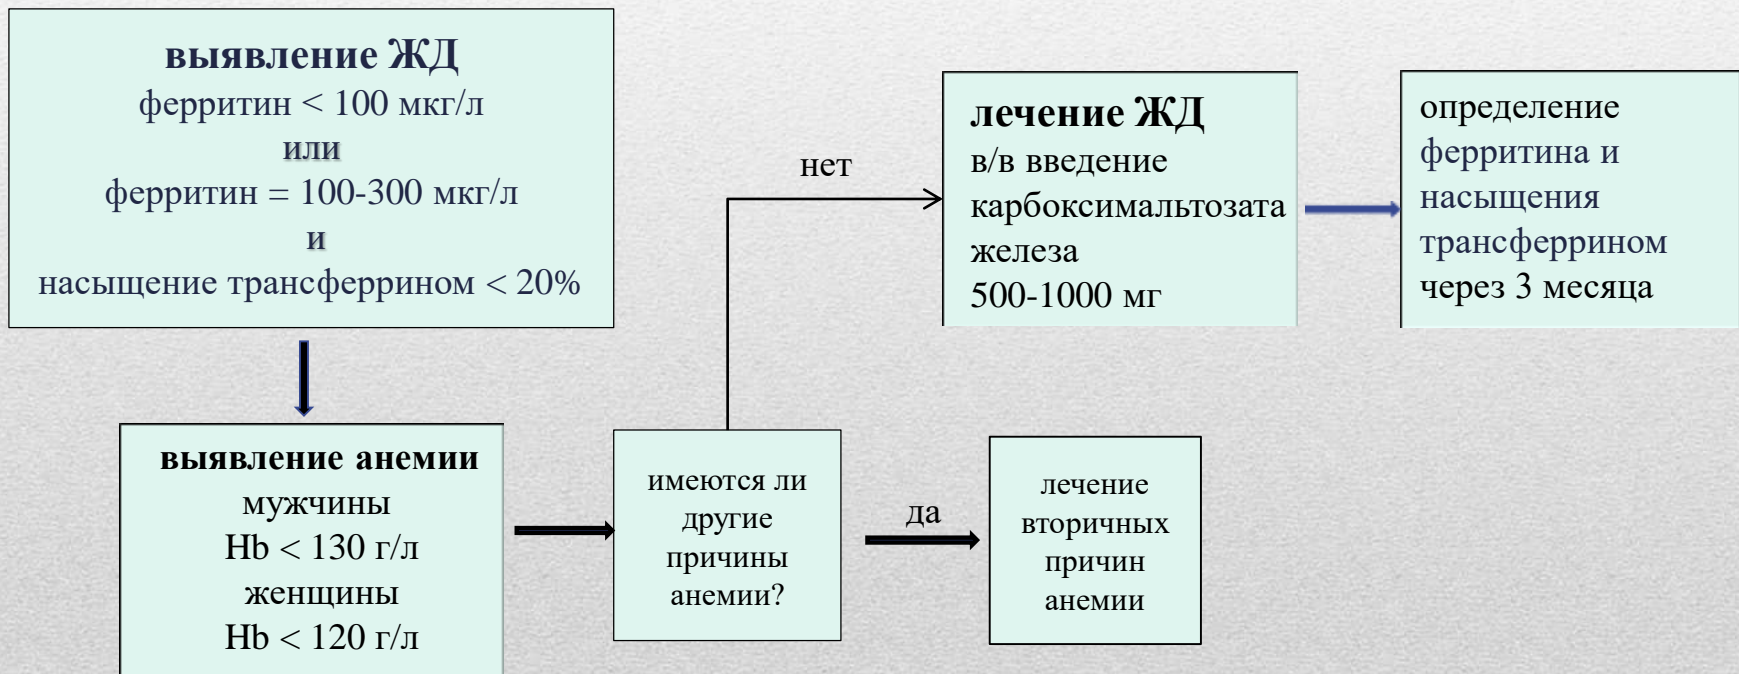 выявление ЖД
ферритин < 100 мкг/л
или
ферритин = 100-300 мкг/л
и
насыщение трансферрином < 20%
выявление анемии
мужчины
Hb < 130 г/л
женщины
Hb < 120 г/л
имеются ли
другие
причины
анемии?
нет
лечение ЖД
в/в введение
карбоксимальтозата
железа
500-1000 мг
определение
ферритина и
насыщения
трансферрином
через 3 месяца
да
лечение
вторичных
причин
анемии